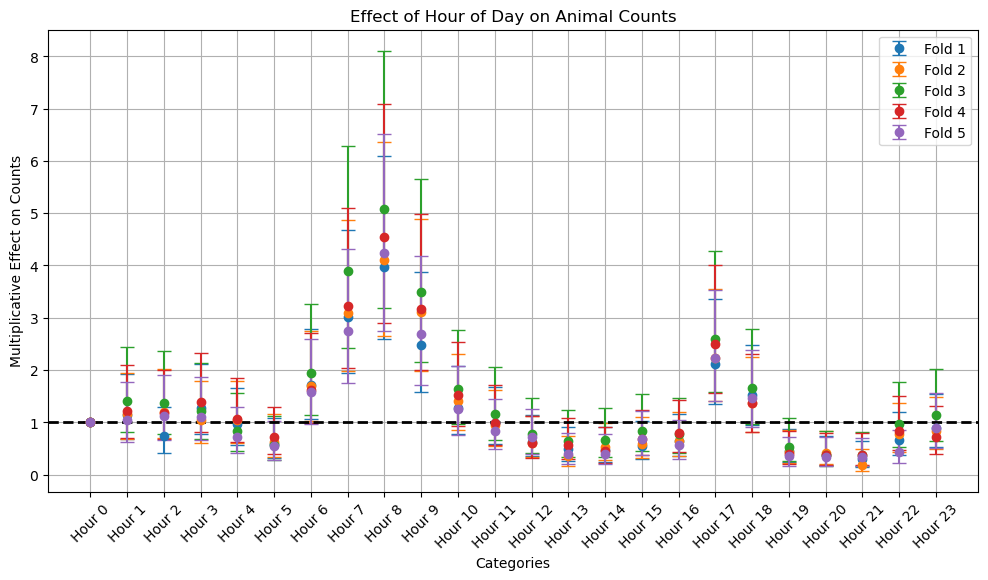 Effect of Hour of Day on Animal Counts
Multiplicative Effect on Counts
8
7
6
5
4
3
2
1
0
Fold 1
Fold 2
Fold 3
Fold 4
Fold 5
Hour 0
Hour 1
Hour 2
Hour 3
Hour 4
Hour 5
Hour 6
Hour 7
Hour 8
Hour 9
Hour 10
Hour 11
Hour 12
Hour 13
Hour 14
Hour 15
Hour 16
Hour 17
Hour 18
Hour 19
Hour 20
Hour 21
Hour 22
Hour 23
Categories